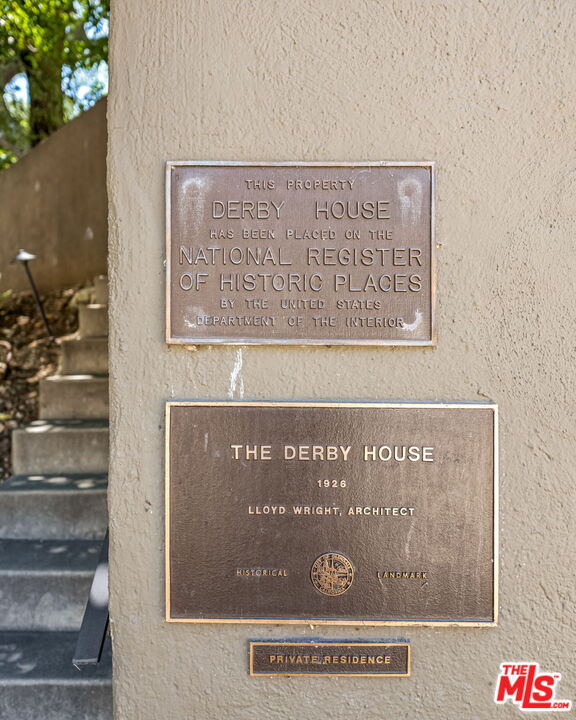 THIS PROPERTY
DERBY HOUSE
HAS BEEN PLACED ON THE
NATIONAL REGISTER
OF HISTORIC PLACES
BY THE UNITED STATES
DEPARTMENT OF THE INTERIOR
THE DERBY HOUSE
1926
LLOYD WRIGHT, ARCHITECT
HISTORICAL LANDMARK
PRIVATE RESIDENCE
THE
MLS
.COM